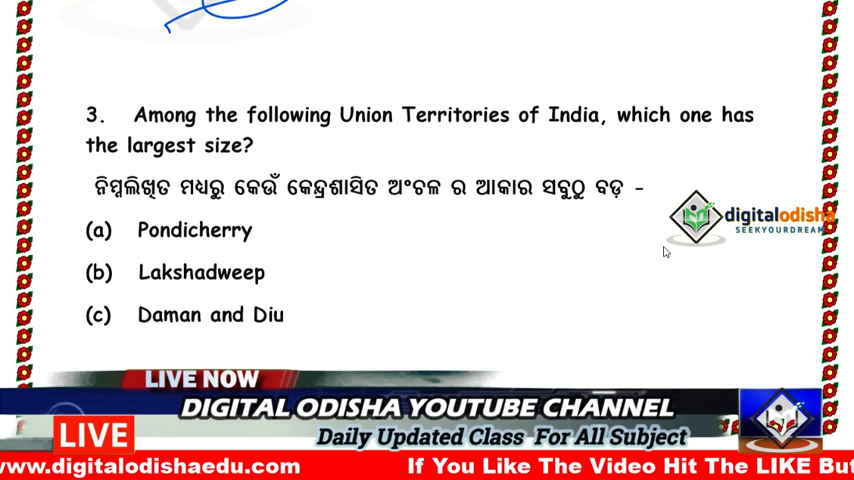 3. Among the following Union Territories of India, which one has
the largest size?
ନିମ୍ନଲିଖିତ ମଧ୍ୟରୁ କେଉଁ କେନ୍ଦ୍ରଶାସିତ ଅଂଚଳ ର ଆକାର ସବୁଠୁ ବଡ଼ -
digitalodisha
SEEKYOURDREAM
(a) Pondicherry
(b) Lakshadweep
(c) Daman and Diu
LIVE NOW
DIGITAL ODISHA YOUTUBE CHANNEL
LIVE
Daily Updated Class For All Subject
www.digitalodishaedu.com If You Like The Video Hit The LIKE But